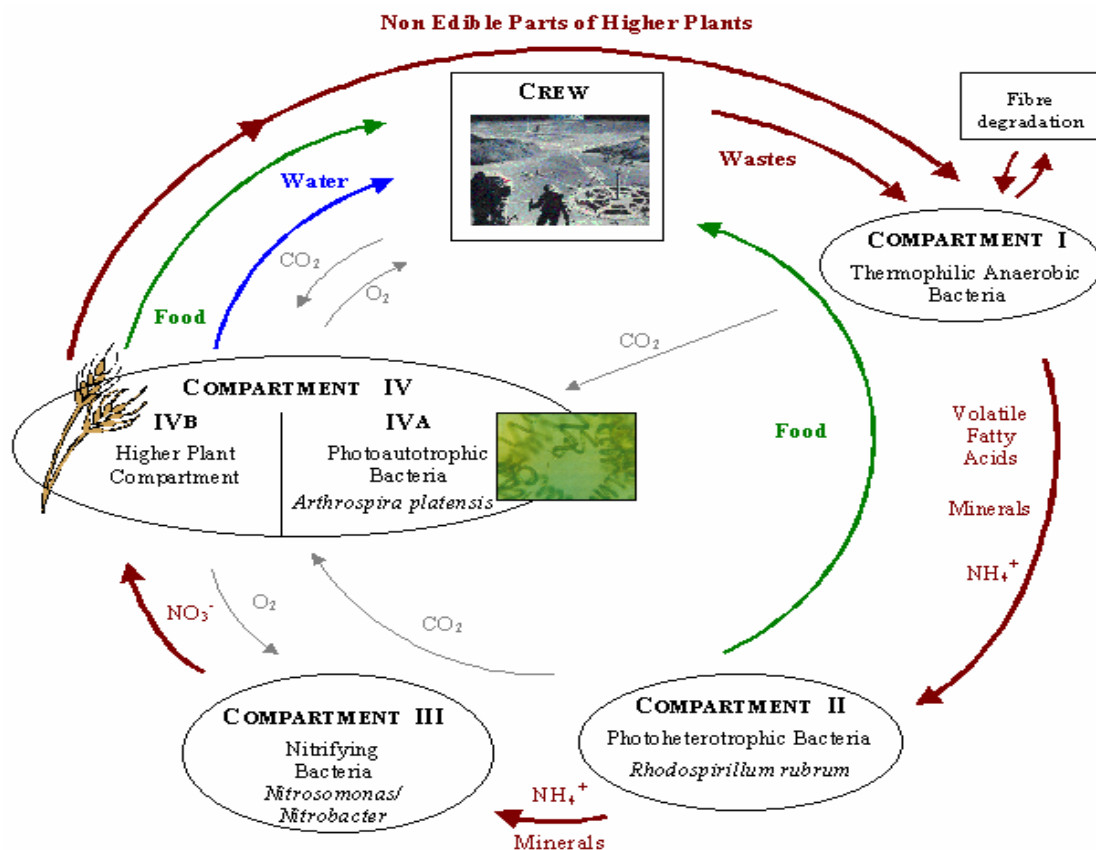 Non Edible Parts of Higher Plants
CREW
Fibre
degradation
Wastes
Water
CO₂
O₂
Food
COMPARTMENT I
Thermophilic Anaerobic
Bacteria
CO₂
COMPARTMENT IV
IVB
Higher Plant
Compartment
IVA
Photoautotrophic
Bacteria
Arthrospira platensis
Food
Volatile
Fatty
Acids
Minerals
NH₄⁺
NO₃⁻
O₂
CO₂
COMPARTMENT III
Nitrifying
Bacteria
Nitrosomonas/
Nitrobacter
COMPARTMENT II
Photoheterotrophic Bacteria
Rhodospirillum rubrum
NH₄⁺
Minerals